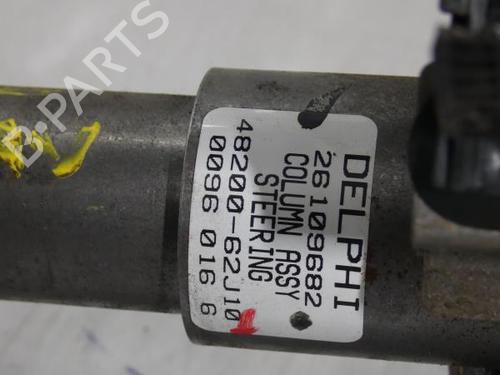 DELPHI
26109682
COLUMN ASSY
STEERING
48200-62J10
0096 016 6
B-PARTS